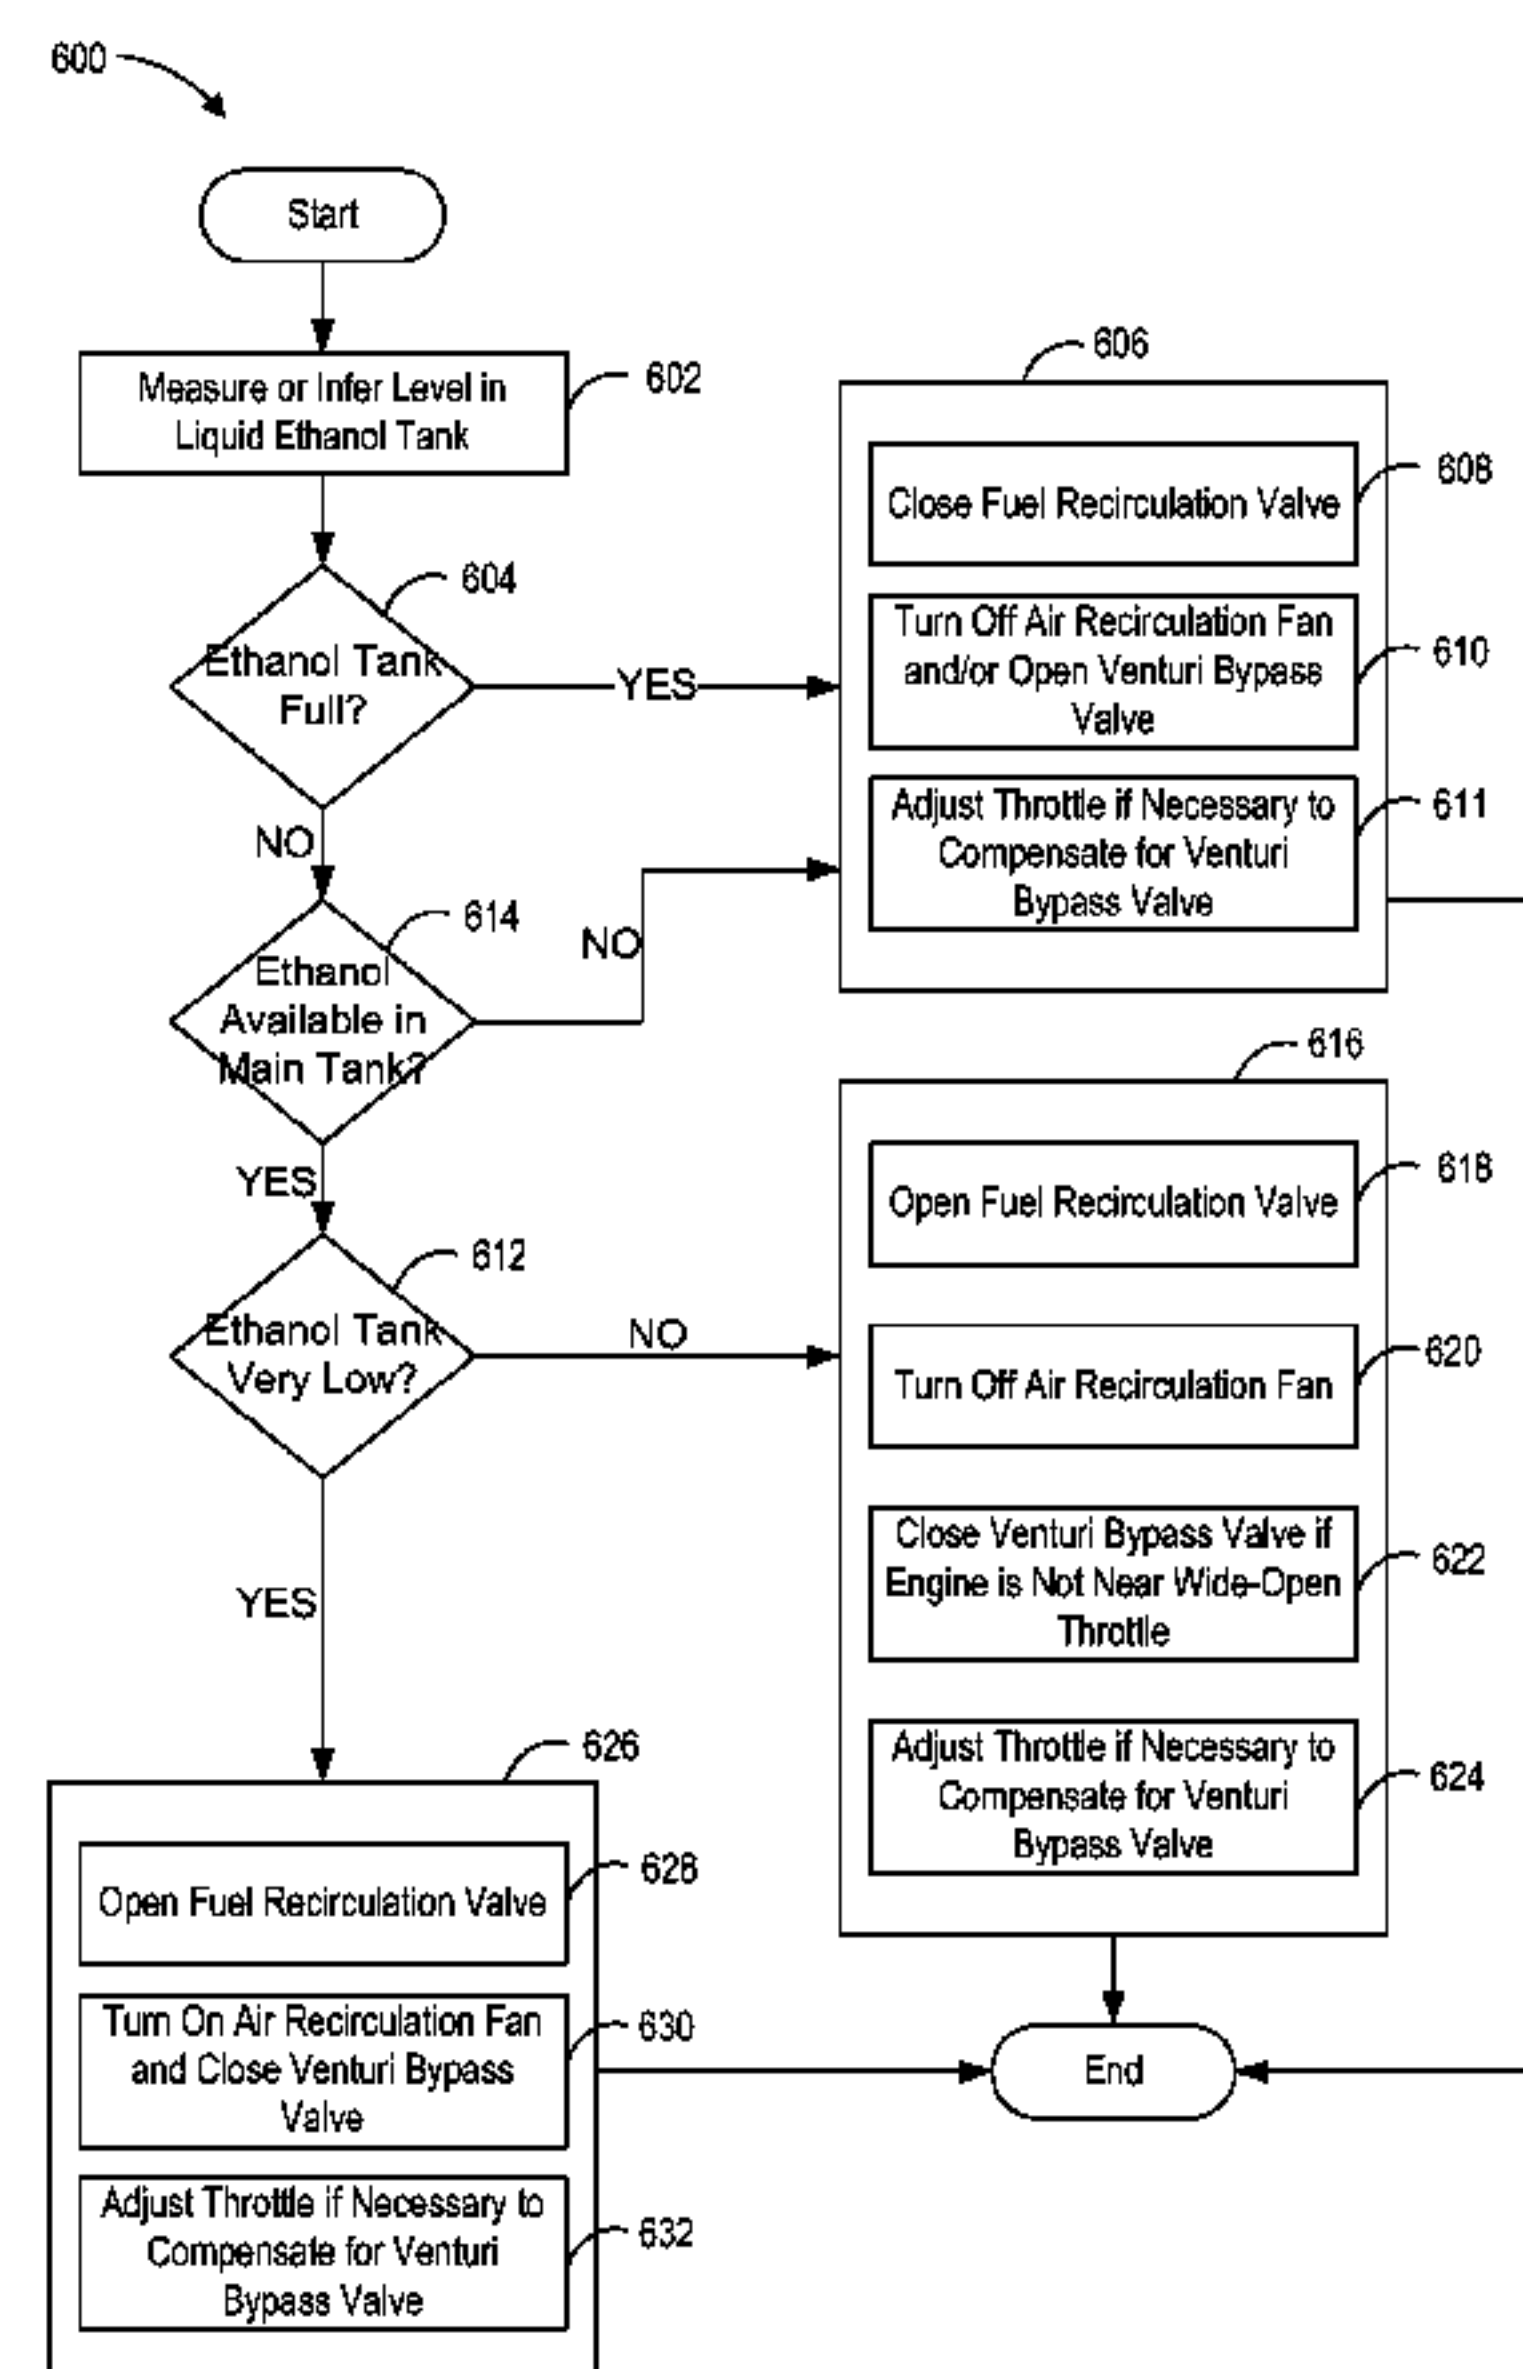 600
Start
Measure or Infer Level in
Liquid Ethanol Tank
602
604
Ethanol Tank
Full?
YES
NO
606
Close Fuel Recirculation Valve
608
Turn Off Air Recirculation Fan
and/or Open Venturi Bypass
Valve
610
Adjust Throttle if Necessary to
Compensate for Venturi
Bypass Valve
611
614
Ethanol
Available in
Main Tank?
NO
YES
612
Ethanol Tank
Very Low?
NO
YES
616
Open Fuel Recirculation Valve
618
Turn Off Air Recirculation Fan
620
Close Venturi Bypass Valve if
Engine is Not Near Wide-Open
Throttle
622
Adjust Throttle if Necessary to
Compensate for Venturi
Bypass Valve
624
626
Open Fuel Recirculation Valve
628
Turn On Air Recirculation Fan
and Close Venturi Bypass
Valve
630
Adjust Throttle if Necessary to
Compensate for Venturi
Bypass Valve
632
End